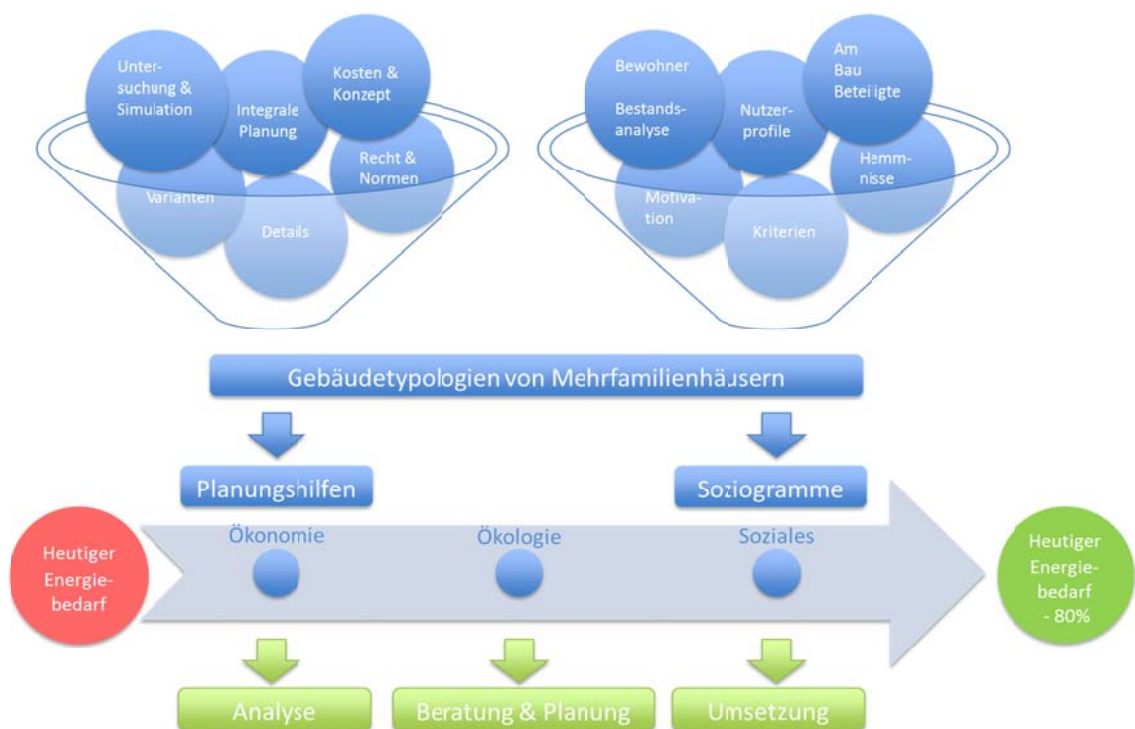 Unter-
suchung &
Simulation
Integrale
Planung
Kosten &
Konzept
Varianten
Details
Recht &
Normen
Bewohner
Bestands-
analyse
Nutzer-
profile
Am
Bau
Beteiligte
Motiva-
tion
Kriterien
Hemm-
nisse
Gebäudetypologien von Mehrfamilienhäusern
Planungshilfen
Soziogramme
Heutiger
Energie-
bedarf
Ökonomie
Ökologie
Soziales
Heutiger
Energie-
bedarf
- 80%
Analyse
Beratung & Planung
Umsetzung